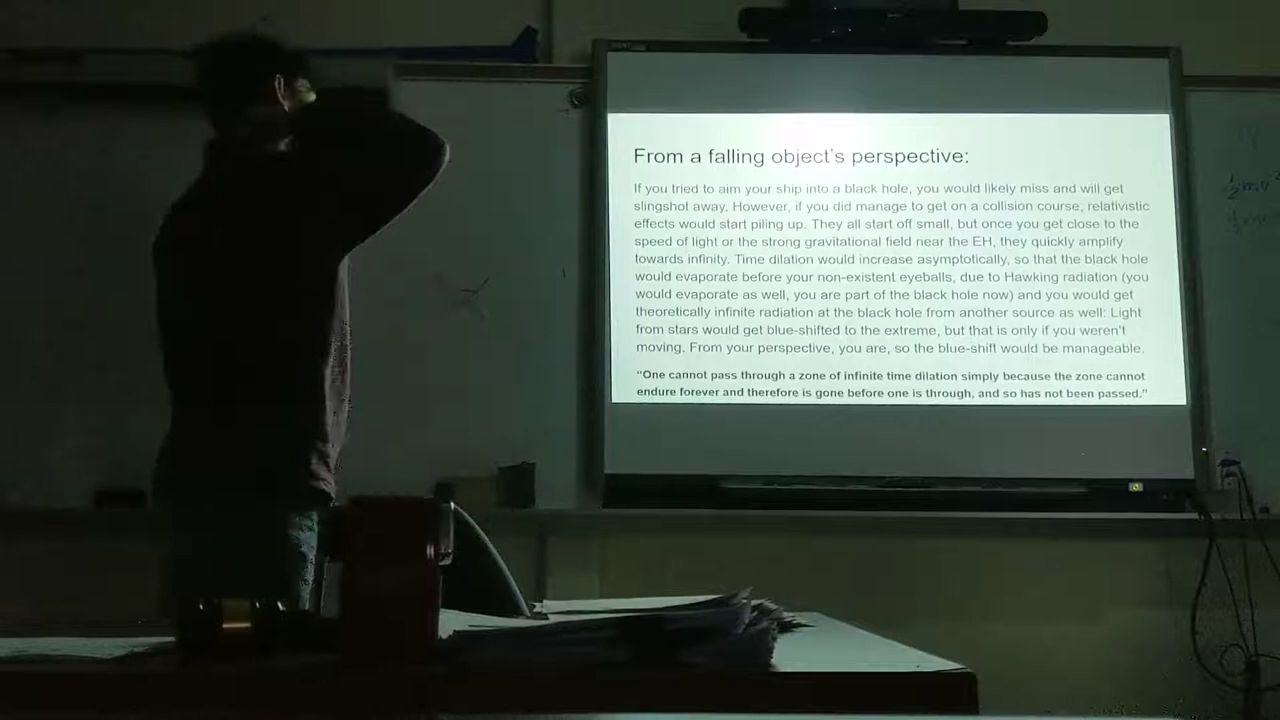 From a falling object's perspective:
If you tried to aim your ship into a black hole, you would likely miss and will get
slingshot away. However, if you did manage to get on a collision course, relativistic
effects would start piling up. They all start off small, but once you get close to the
speed of light or the strong gravitational field near the EH, they quickly amplify
towards infinity. Time dilation would increase asymptotically, so that the black hole
would evaporate before your non-existent eyeballs, due to Hawking radiation (you
would evaporate as well, you are part of the black hole now) and you would get
theoretically infinite radiation at the black hole from another source as well: Light
from stars would get blue-shifted to the extreme, but that is only if you weren't
moving. From your perspective, you are, so the blue-shift would be manageable.
"One cannot pass through a zone of infinite time dilation simply because the zone cannot
endure forever and therefore is gone before one is through, and so has not been passed."